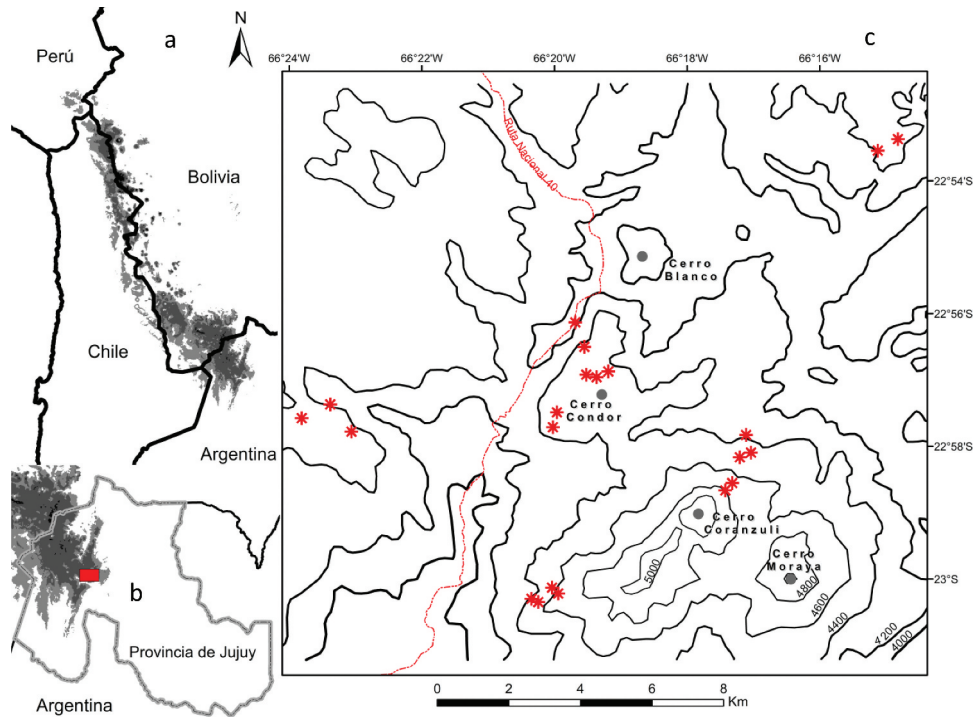 a
N
c
Perú
Bolivia
Chile
Argentina
b
Provincia de Jujuy
Argentina
66°24'W
66°22'W
66°20'W
66°18'W
66°16'W
22°54'S
22°56'S
22°58'S
23°S
Ruta Nacional 40
Cerro
Blanco
Cerro
Condor
Cerro
Coranzuli
Cerro
Moraya
5000
4800
4600
4400
4'200
4000
0 2 4 6 8
Km